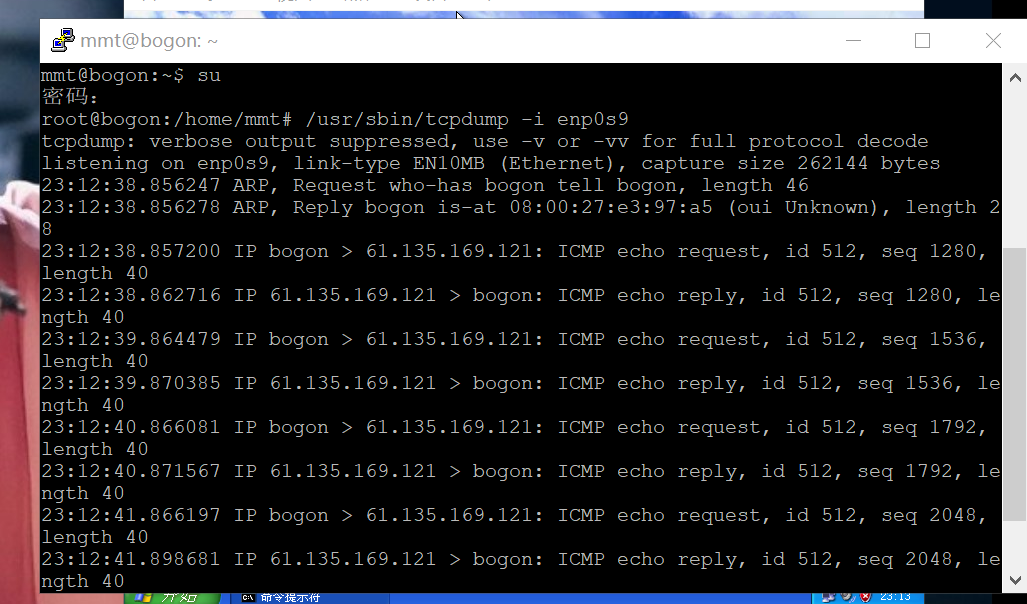 mmt@bogon: ~
mmt@bogon:~$ su
密码：
root@bogon:/home/mmt# /usr/sbin/tcpdump -i enp0s9
tcpdump: verbose output suppressed, use -v or -vv for full protocol decode
listening on enp0s9, link-type EN10MB (Ethernet), capture size 262144 bytes
23:12:38.856247 ARP, Request who-has bogon tell bogon, length 46
23:12:38.856278 ARP, Reply bogon is-at 08:00:27:e3:97:a5 (oui Unknown), length 2
8
23:12:38.857200 IP bogon > 61.135.169.121: ICMP echo request, id 512, seq 1280,
length 40
23:12:38.862716 IP 61.135.169.121 > bogon: ICMP echo reply, id 512, seq 1280, le
ngth 40
23:12:39.864479 IP bogon > 61.135.169.121: ICMP echo request, id 512, seq 1536,
length 40
23:12:39.870385 IP 61.135.169.121 > bogon: ICMP echo reply, id 512, seq 1536, le
ngth 40
23:12:40.866081 IP bogon > 61.135.169.121: ICMP echo request, id 512, seq 1792,
length 40
23:12:40.871567 IP 61.135.169.121 > bogon: ICMP echo reply, id 512, seq 1792, le
ngth 40
23:12:41.866197 IP bogon > 61.135.169.121: ICMP echo request, id 512, seq 2048,
length 40
23:12:41.898681 IP 61.135.169.121 > bogon: ICMP echo reply, id 512, seq 2048, le
ngth 40
开始 命令提示符 23:13